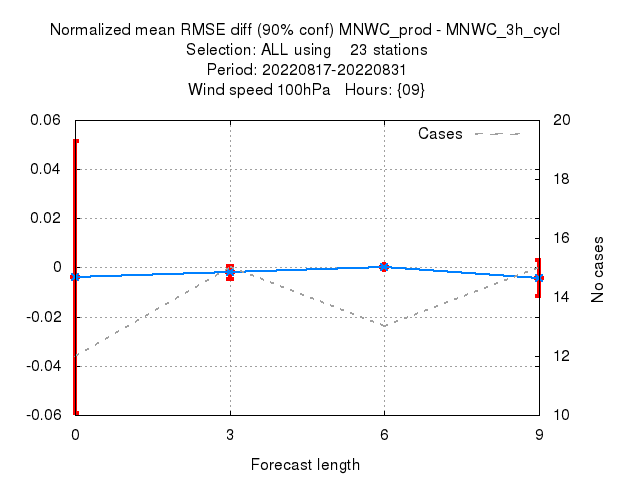 Normalized mean RMSE diff (90% conf) MNWC_prod - MNWC_3h_cycl
Selection: ALL using 23 stations
Period: 20220817-20220831
Wind speed 100hPa Hours: {09}
0.06
0.04
0.02
0
-0.02
-0.04
-0.06
Cases
20
18
16
14
12
10
No cases
0 3 6 9
Forecast length